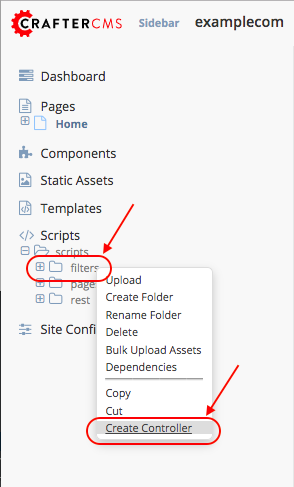 CRAFTERCMS Sidebar examplecom
Dashboard
Pages
Home
Components
Static Assets
Templates
Scripts
scripts
filters
page
rest
Site Confi
Upload
Create Folder
Rename Folder
Delete
Bulk Upload Assets
Dependencies
Copy
Cut
Create Controller